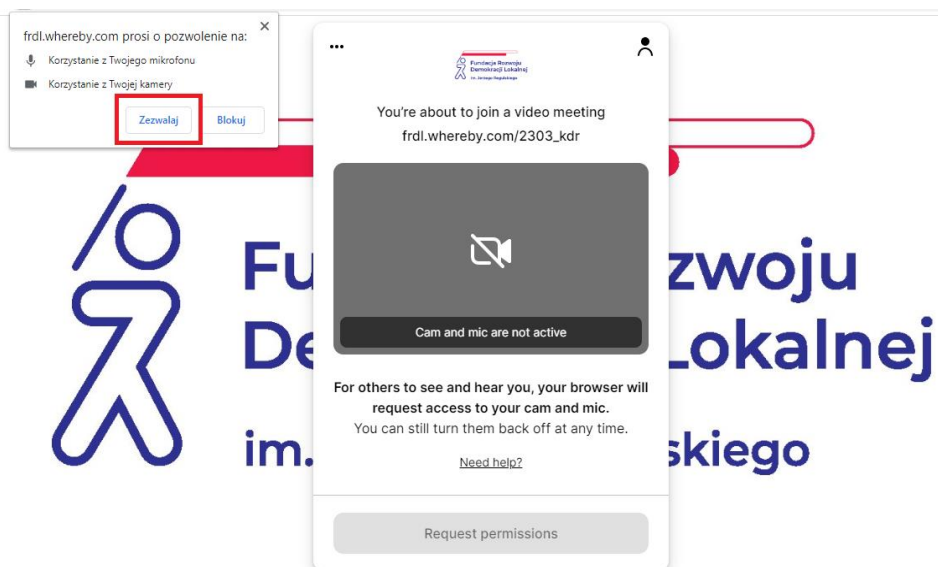 frdl.whereby.com prosi o pozwolenie na:
Korzystanie z Twojego mikrofonu
Korzystanie z Twojej kamery
Zezwalaj
Blokuj
Fundacja Rozwoju
Demokracji Lokalnej
im. Jerzego Regulskiego
You're about to join a video meeting
frdl.whereby.com/2303_kdr
Cam and mic are not active
For others to see and hear you, your browser will
request access to your cam and mic.
You can still turn them back off at any time.
Need help?
Request permissions
Fu zwoju
De Lokalnej
im. skiego